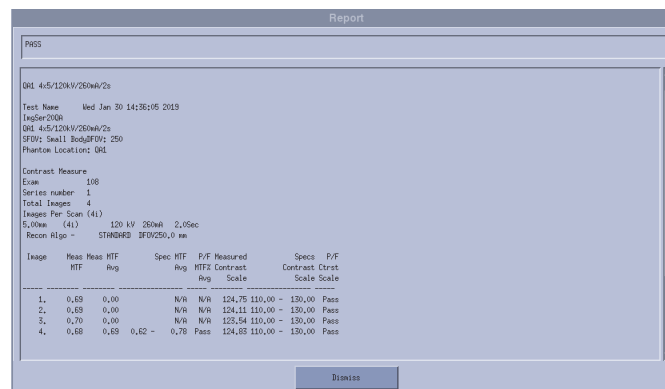 Report
PASS
QA1 4x5/120kV/260mA/2s
Test Name Wed Jan 30 14:36:05 2019
ImgSer20QA
QA1 4x5/120kV/260mA/2s
SFOV: Small BodyDFOV: 250
Phantom Location: QA1
Contrast Measure
Exam 108
Series number 1
Total Images 4
Images Per Scan (4i)
5.00mm (4i) 120 kV 260mA 2.0Sec
Recon Algo - STANDARD DFOV250.0 mm
Image Meas Meas MTF Spec MTF P/F Measured Specs P/F
MTF Avg Avg MTF% Contrast Contrast Ctrst
Avg Scale Scale Scale
----- -------- -------- ----------------- ----- -------- ----------------- -----
1. 0.69 0.00 N/A N/A 124.75 110.00 - 130.00 Pass
2. 0.69 0.00 N/A N/A 124.11 110.00 - 130.00 Pass
3. 0.70 0.00 N/A N/A 123.54 110.00 - 130.00 Pass
4. 0.68 0.69 0.62 - 0.78 Pass 124.83 110.00 - 130.00 Pass
Dismiss